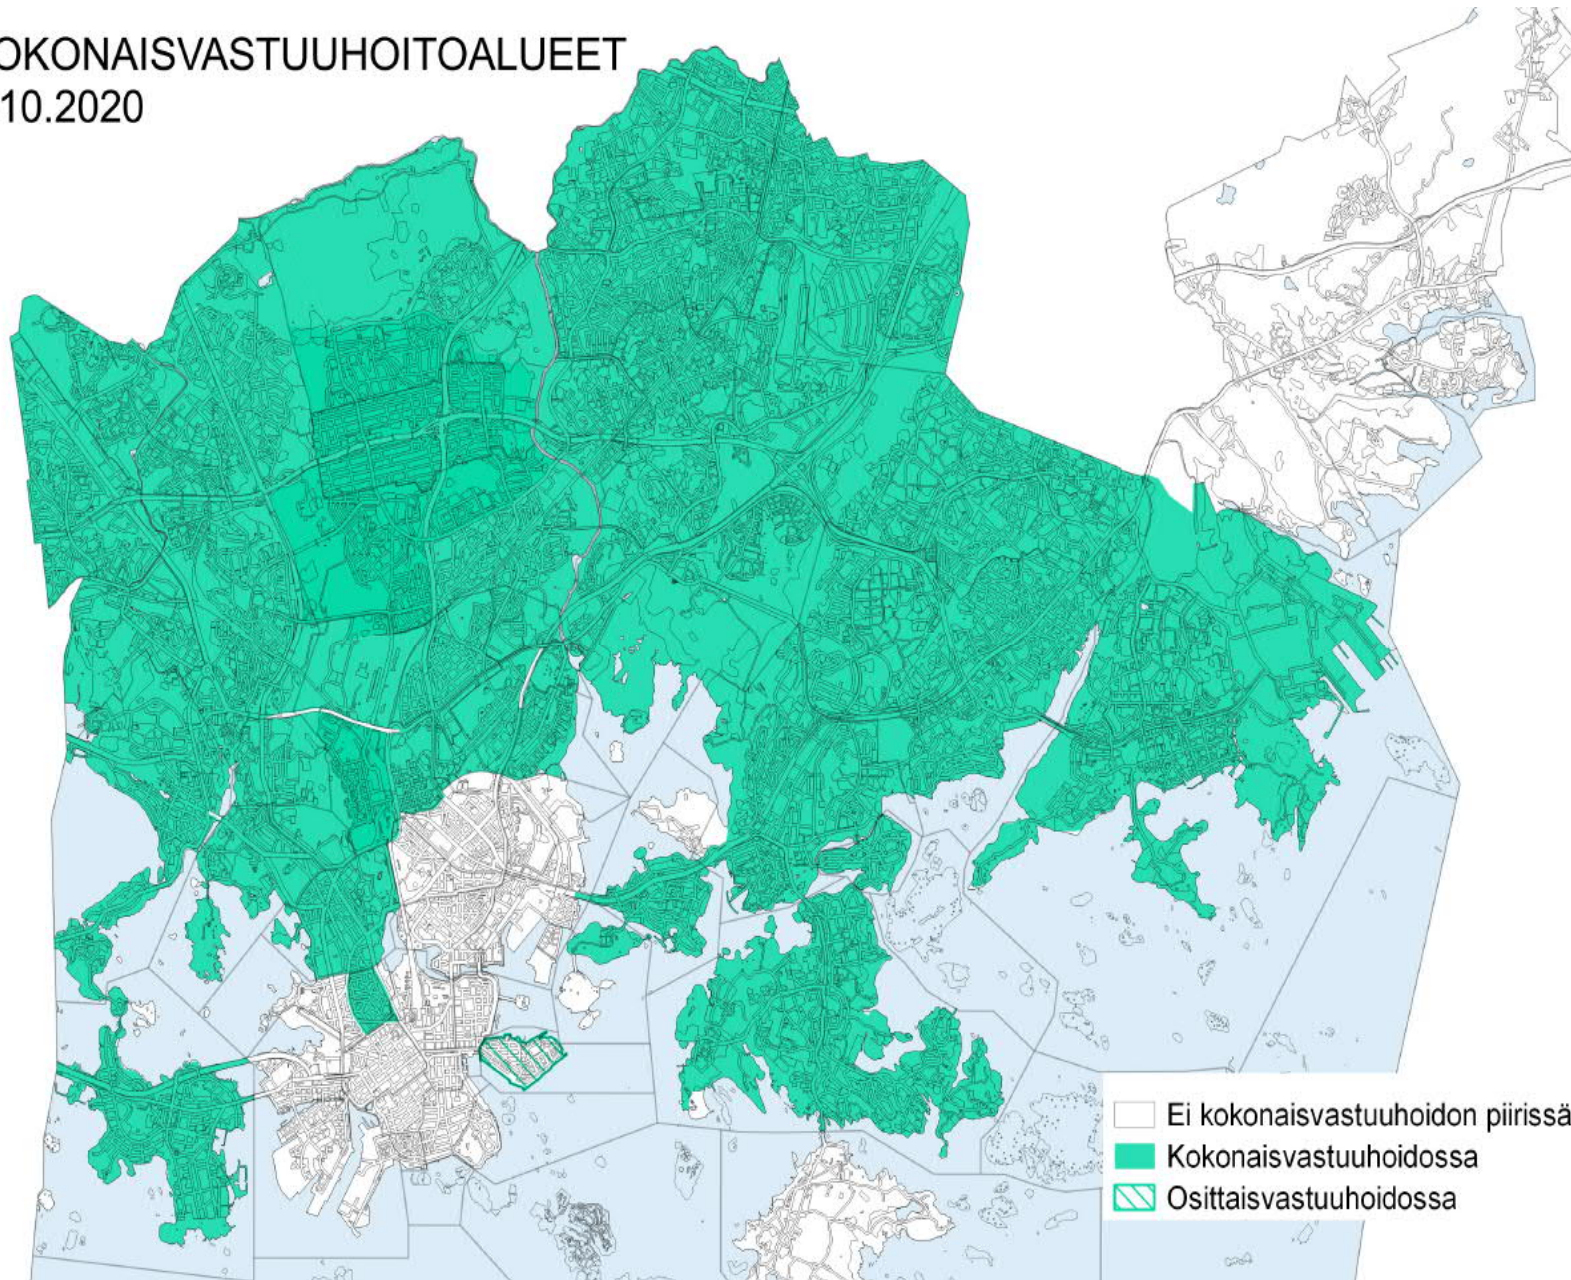 OKONAISVASTUUHOITOALUEET
.10.2020
Ei kokonaisvastuuhoidon piirissä
Kokonaisvastuuhoidossa
Osittaisvastuuhoidossa